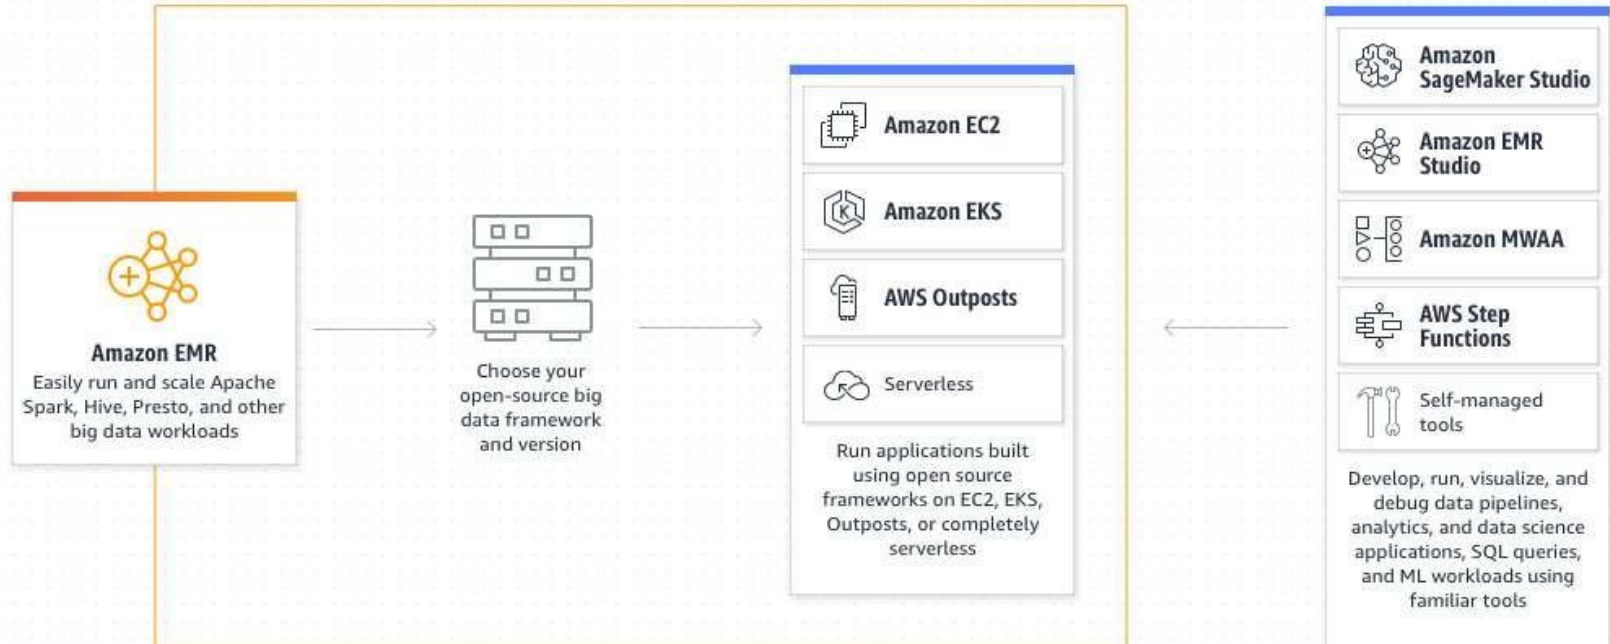 Amazon EMR
Easily run and scale Apache
Spark, Hive, Presto, and other
big data workloads
Choose your
open-source big
data framework
and version
Amazon EC2
Amazon EKS
AWS Outposts
Serverless
Run applications built
using open source
frameworks on EC2, EKS,
Outposts, or completely
serverless
Amazon
SageMaker Studio
Amazon EMR
Studio
Amazon MWAA
AWS Step
Functions
Self-managed
tools
Develop, run, visualize, and
debug data pipelines,
analytics, and data science
applications, SQL queries,
and ML workloads using
familiar tools